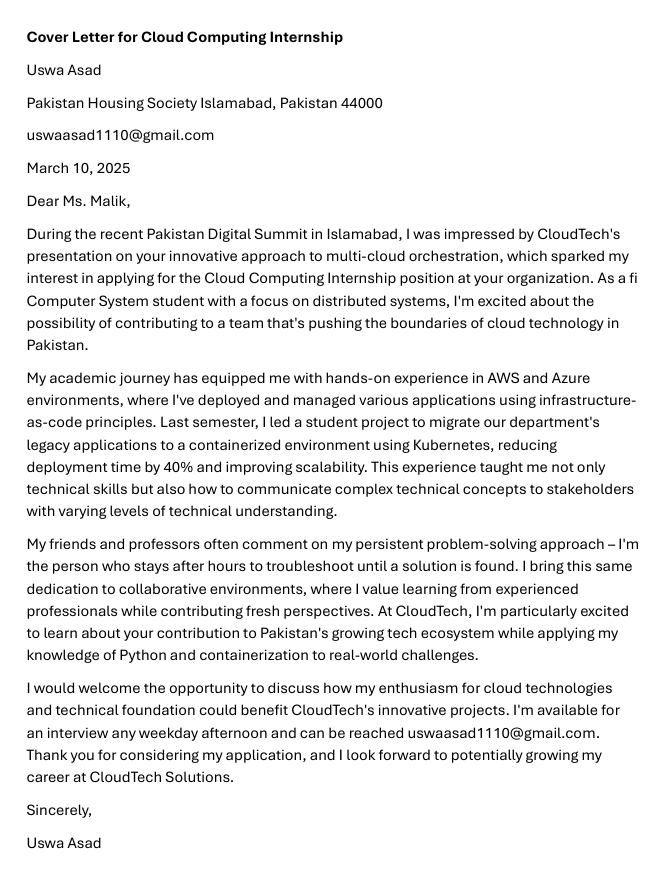 Cover Letter for Cloud Computing Internship
Uswa Asad
Pakistan Housing Society Islamabad, Pakistan 44000
uswaasad1110@gmail.com
March 10, 2025
Dear Ms. Malik,
During the recent Pakistan Digital Summit in Islamabad, I was impressed by CloudTech's
presentation on your innovative approach to multi-cloud orchestration, which sparked my
interest in applying for the Cloud Computing Internship position at your organization. As a fi
Computer System student with a focus on distributed systems, I'm excited about the
possibility of contributing to a team that's pushing the boundaries of cloud technology in
Pakistan.
My academic journey has equipped me with hands-on experience in AWS and Azure
environments, where I've deployed and managed various applications using infrastructure-
as-code principles. Last semester, I led a student project to migrate our department's
legacy applications to a containerized environment using Kubernetes, reducing
deployment time by 40% and improving scalability. This experience taught me not only
technical skills but also how to communicate complex technical concepts to stakeholders
with varying levels of technical understanding.
My friends and professors often comment on my persistent problem-solving approach – I'm
the person who stays after hours to troubleshoot until a solution is found. I bring this same
dedication to collaborative environments, where I value learning from experienced
professionals while contributing fresh perspectives. At CloudTech, I'm particularly excited
to learn about your contribution to Pakistan's growing tech ecosystem while applying my
knowledge of Python and containerization to real-world challenges.
I would welcome the opportunity to discuss how my enthusiasm for cloud technologies
and technical foundation could benefit CloudTech's innovative projects. I'm available for
an interview any weekday afternoon and can be reached uswaasad1110@gmail.com.
Thank you for considering my application, and I look forward to potentially growing my
career at CloudTech Solutions.
Sincerely,
Uswa Asad